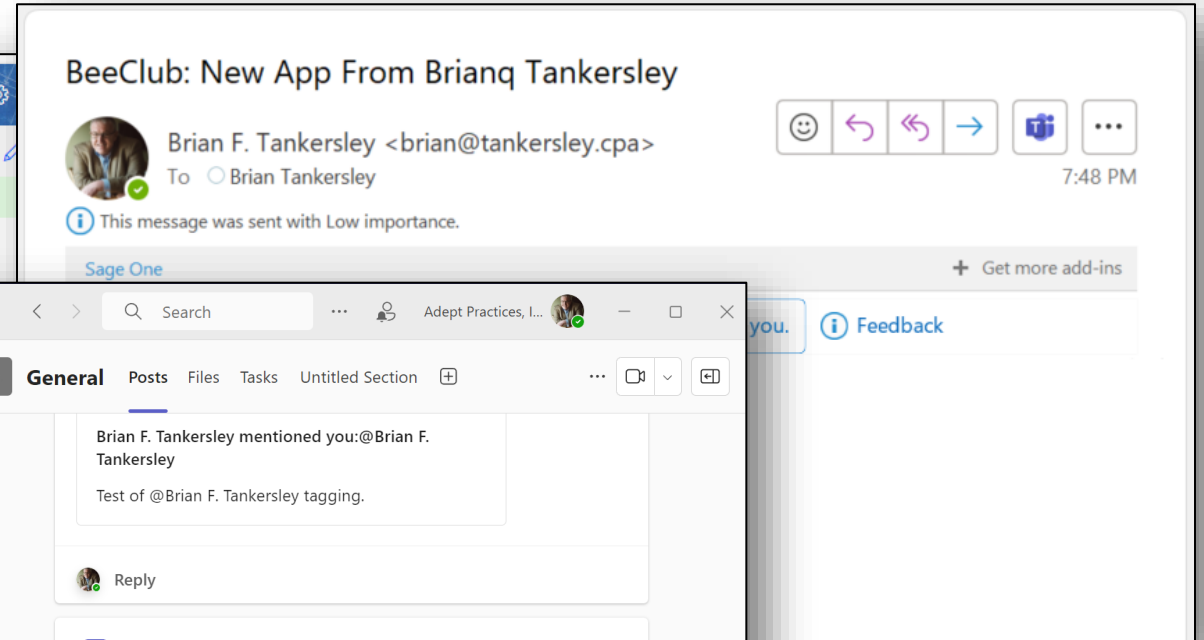 BeeClub: New App From Brianq Tankersley
Brian F. Tankersley <brian@tankersley.cpa>
To Brian Tankersley
7:48 PM
This message was sent with Low importance.
Sage One
+ Get more add-ins
you.
Feedback
Search
Adept Practices, I...
General Posts Files Tasks Untitled Section
Brian F. Tankersley mentioned you:@Brian F.
Tankersley
Test of @Brian F. Tankersley tagging.
Reply